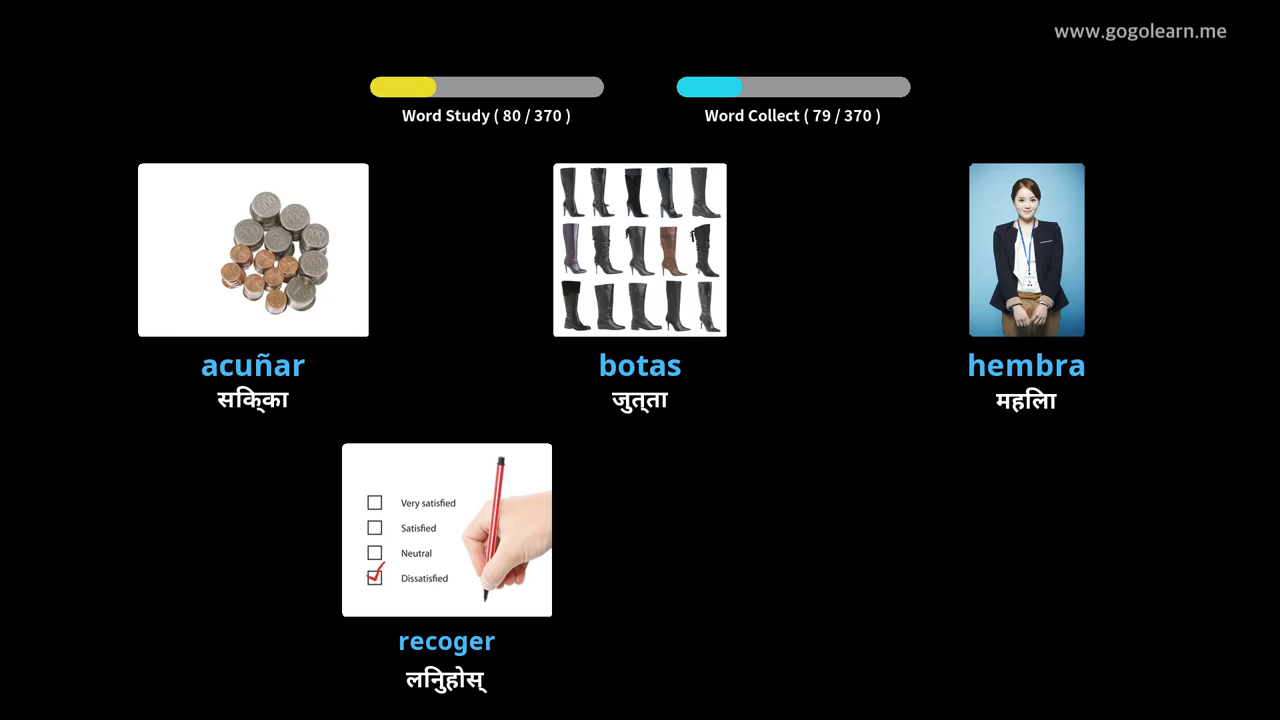 www.gogolearn.me
Word Study ( 80 / 370 )
Word Collect ( 79 / 370 )
acuñar
सिक्का
botas
जुत्ता
hembra
महिला
Very satisfied
Satisfied
Neutral
Dissatisfied
recoger
लिनुहोस्